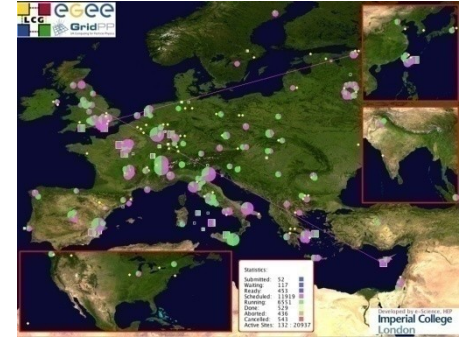 LCG
egee
GridPP
Statistics:
Submitted: 52
Waiting: 117
Ready: 453
Scheduled: 11919
Running: 6551
Done: 529
Aborted: 436
Cancelled: 543
Active Sites: 132 : 20937
Developed by e-Science, HEP
Imperial College
London